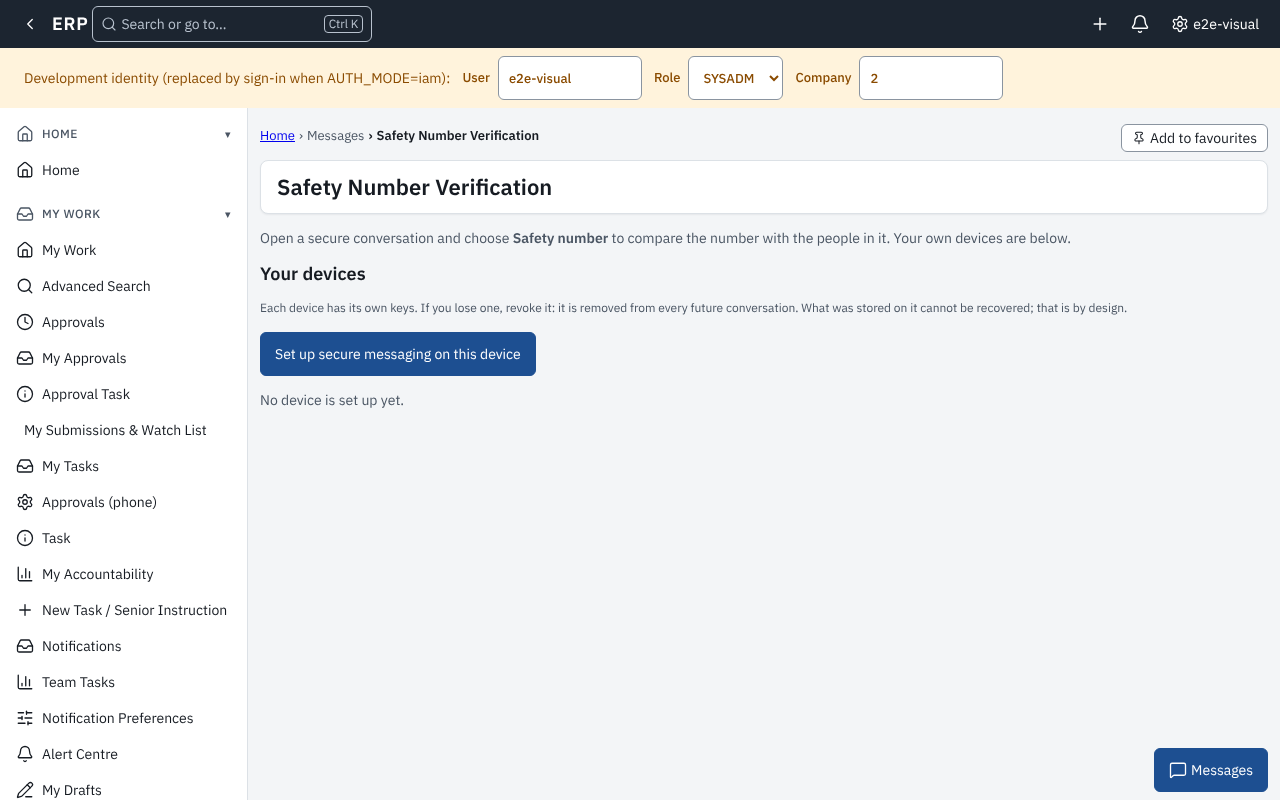 ERP
Search or go to...
Ctrl K
e2e-visual
Development identity (replaced by sign-in when AUTH_MODE=iam):
User
e2e-visual
Role
SYSADM
Company
2
HOME
Home
MY WORK
My Work
Advanced Search
Approvals
My Approvals
Approval Task
My Submissions & Watch List
My Tasks
Approvals (phone)
Task
My Accountability
New Task / Senior Instruction
Notifications
Team Tasks
Notification Preferences
Alert Centre
My Drafts
Home › Messages › Safety Number Verification
Add to favourites
Safety Number Verification
Open a secure conversation and choose Safety number to compare the number with the people in it. Your own devices are below.
Your devices
Each device has its own keys. If you lose one, revoke it: it is removed from every future conversation. What was stored on it cannot be recovered; that is by design.
Set up secure messaging on this device
No device is set up yet.
Messages